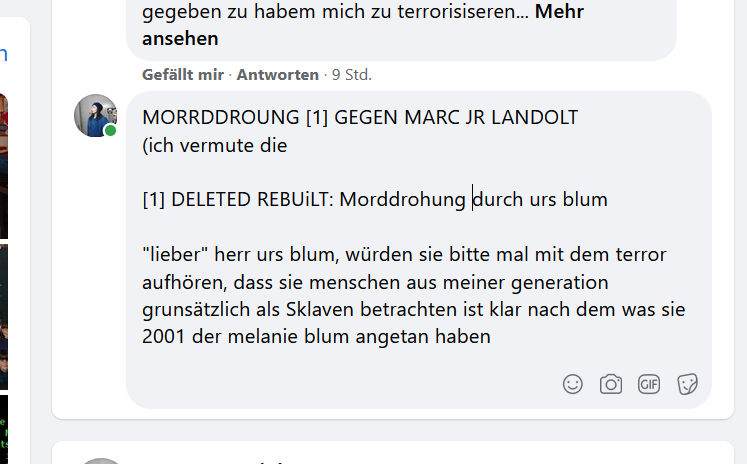 gegeben zu habem mich zu terrorisiseren... Mehr
ansehen
Gefällt mir · Antworten · 9 Std.
MORRDDROUNG [1] GEGEN MARC JR LANDOLT
(ich vermute die
[1] DELETED REBUiLT: Morddrohung durch urs blum
"lieber" herr urs blum, würden sie bitte mal mit dem terror
aufhören, dass sie menschen aus meiner generation
grunsätzlich als Sklaven betrachten ist klar nach dem was sie
2001 der melanie blum angetan haben
GIF